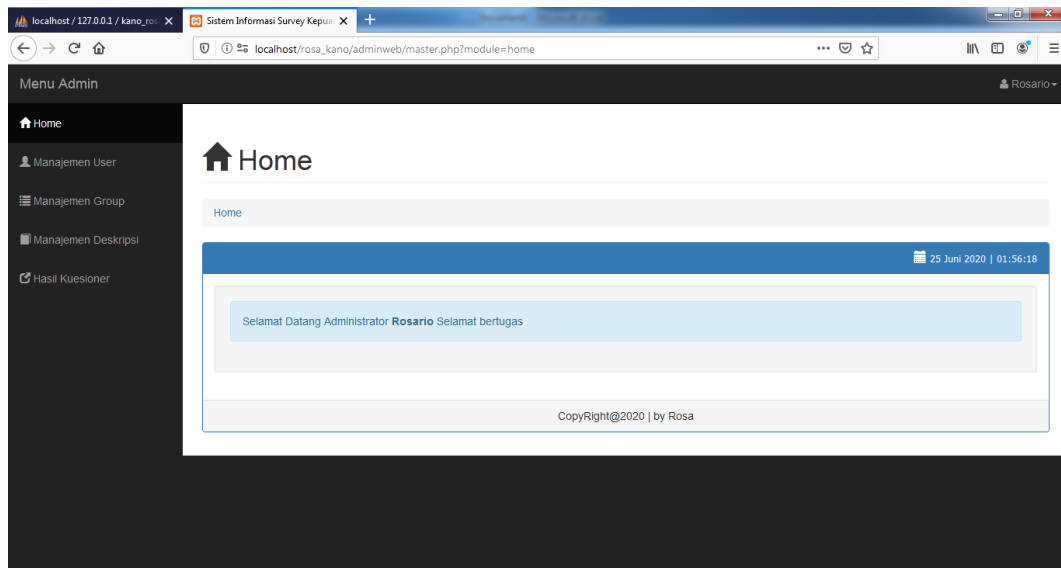 localhost / 127.0.0.1 / kano_ros
Sistem Informasi Survey Kepuas
localhost/rosa_kano/adminweb/master.php?module=home
Menu Admin
Rosario
Home
Manajemen User
Manajemen Group
Manajemen Deskripsi
Hasil Kuesioner
Home
Home
25 Juni 2020 | 01:56:18
Selamat Datang Administrator Rosario Selamat bertugas
CopyRight@2020 | by Rosa